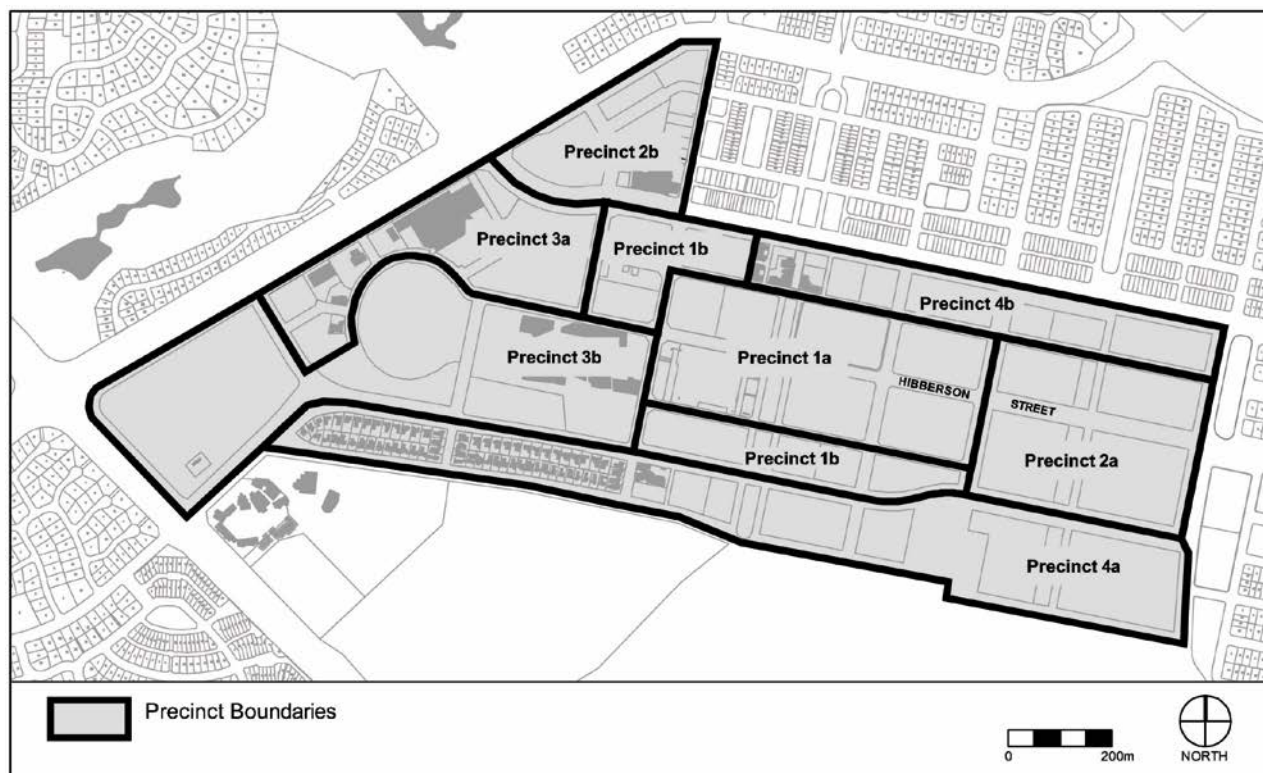 Precinct 2b
Precinct 3a
Precinct 1b
Precinct 4b
Precinct 3b
Precinct 1a
HIBBERSON
STREET
Precinct 1b
Precinct 2a
Precinct 4a
Precinct Boundaries
0
200m
NORTH